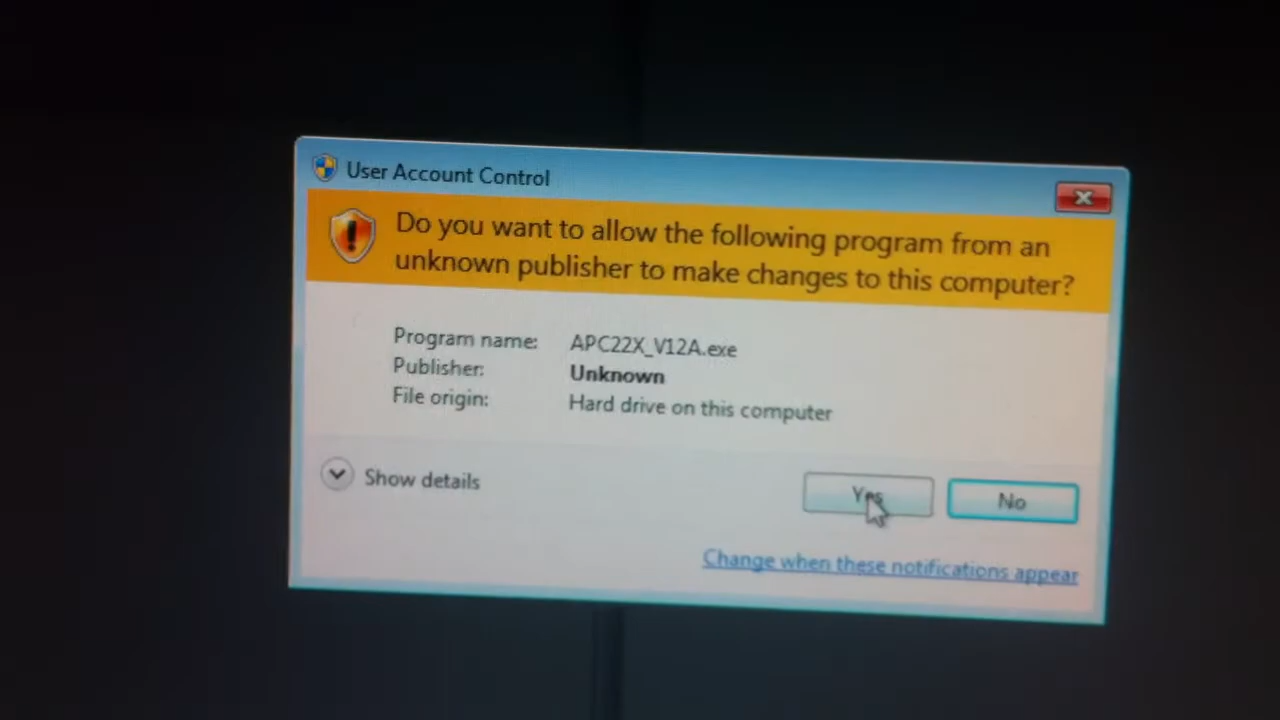 User Account Control
Do you want to allow the following program from an
unknown publisher to make changes to this computer?
Program name: APC22X_V12A.exe
Publisher: Unknown
File origin: Hard drive on this computer
Show details
Yes
No
Change when these notifications appear